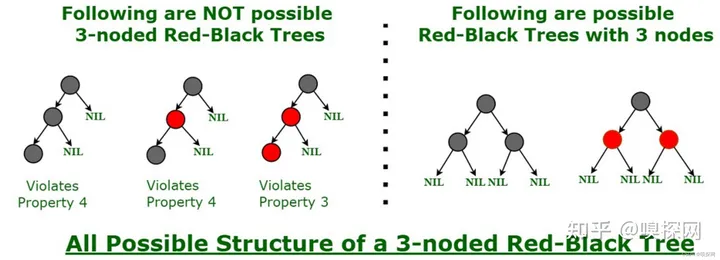 Following are NOT possible
3-noded Red-Black Trees
Following are possible
Red-Black Trees with 3 nodes
NIL
NIL
NIL
NIL
NIL
NIL
NIL NIL NIL NIL
NIL NIL NIL NIL
Violates
Property 4
Violates
Property 4
Violates
Property 3
知乎 @嗅探网
All Possible Structure of a 3-noded Red-Black Tree